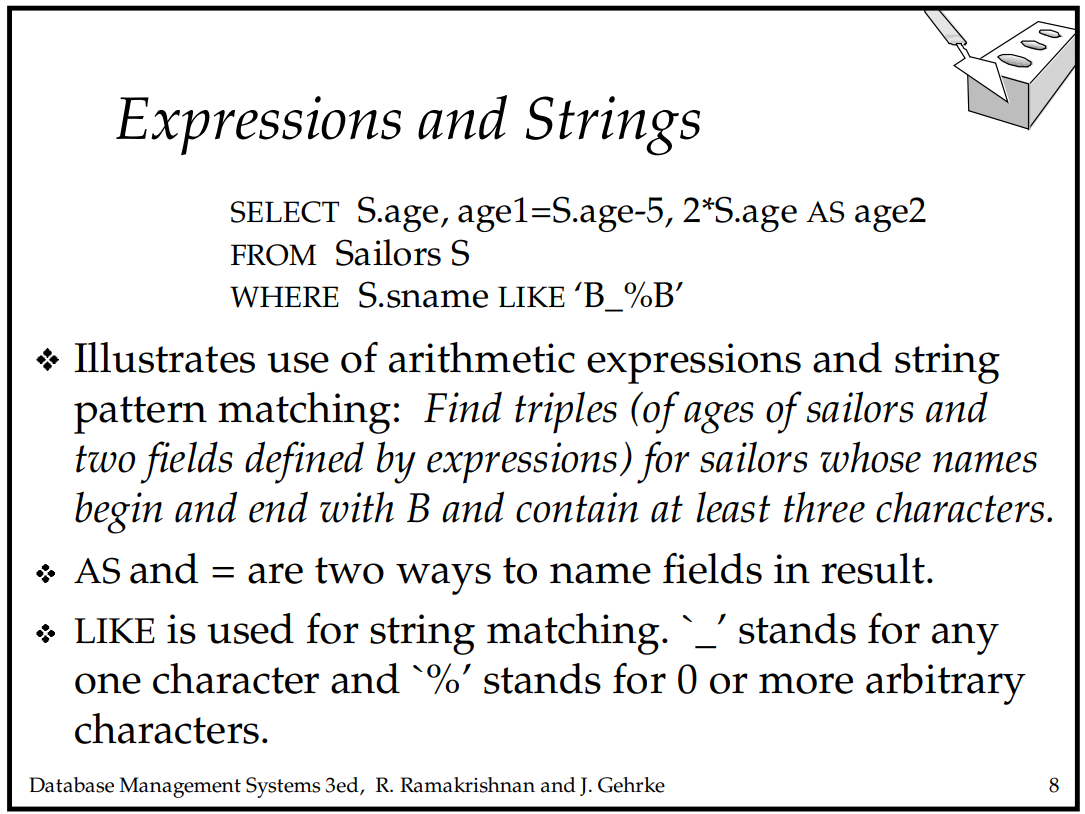 Expressions and Strings
SELECT S.age, age1=S.age-5, 2*S.age AS age2
FROM Sailors S
WHERE S.sname LIKE ‘B_%B’
❖ Illustrates use of arithmetic expressions and string
pattern matching: Find triples (of ages of sailors and
two fields defined by expressions) for sailors whose names
begin and end with B and contain at least three characters.
❖ AS and = are two ways to name fields in result.
❖ LIKE is used for string matching. `_’ stands for any
one character and `%’ stands for 0 or more arbitrary
characters.
Database Management Systems 3ed, R. Ramakrishnan and J. Gehrke 8